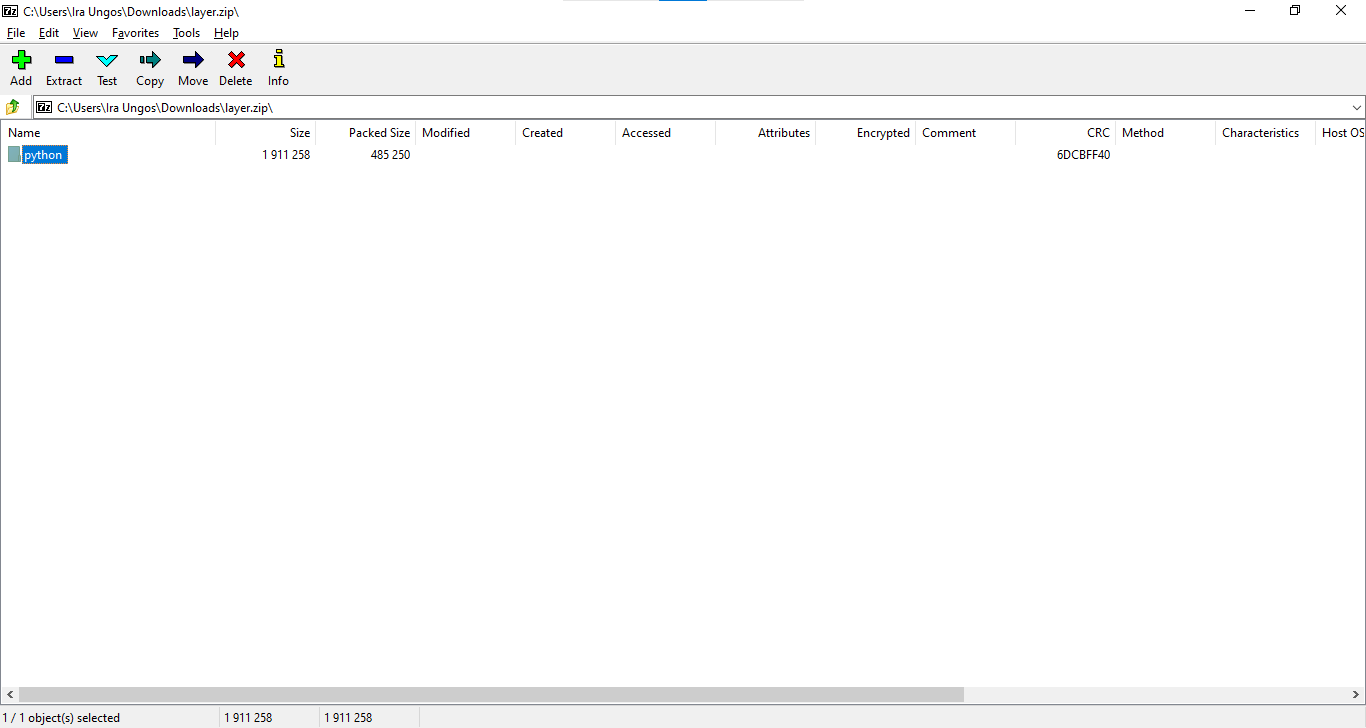 C:\Users\Ira Ungos\Downloads\layer.zip\
File Edit View Favorites Tools Help
Add Extract Test Copy Move Delete Info
C:\Users\Ira Ungos\Downloads\layer.zip\
Name Size Packed Size Modified Created Accessed Attributes Encrypted Comment CRC Method Characteristics Host OS
python 1 911 258 485 250 6DCBFF40
1 / 1 object(s) selected 1 911 258 1 911 258